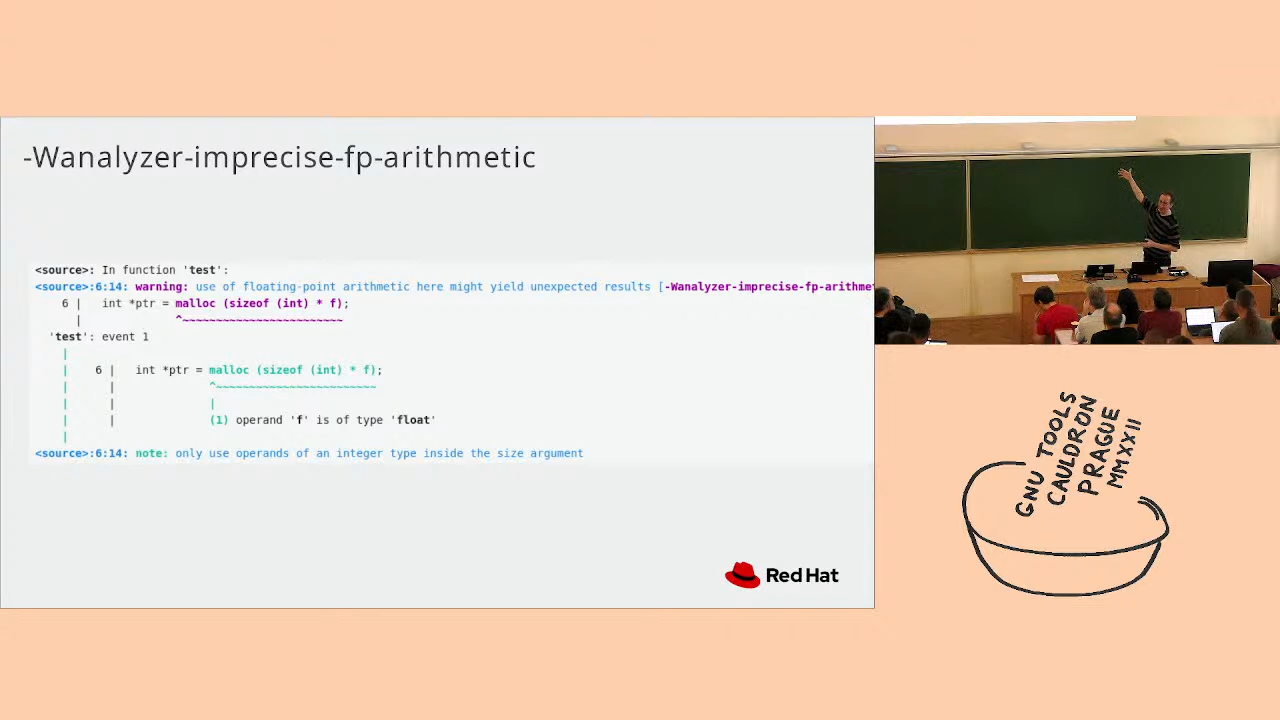 -Wanalyzer-imprecise-fp-arithmetic
<source>: In function 'test':
<source>:6:14: warning: use of floating-point arithmetic here might yield unexpected results [-Wanalyzer-imprecise-fp-arithme
6 | int *ptr = malloc (sizeof (int) * f);
| ^~~~~~~~~~~~~~~~~~~~~~~~~
'test': event 1
|
| 6 | int *ptr = malloc (sizeof (int) * f);
| | ^~~~~~~~~~~~~~~~~~~~~~~~~
| | |
| | (1) operand 'f' is of type 'float'
|
<source>:6:14: note: only use operands of an integer type inside the size argument
Red Hat
GNU TOOLS
CAULDRON
PRAGUE
MMXXII